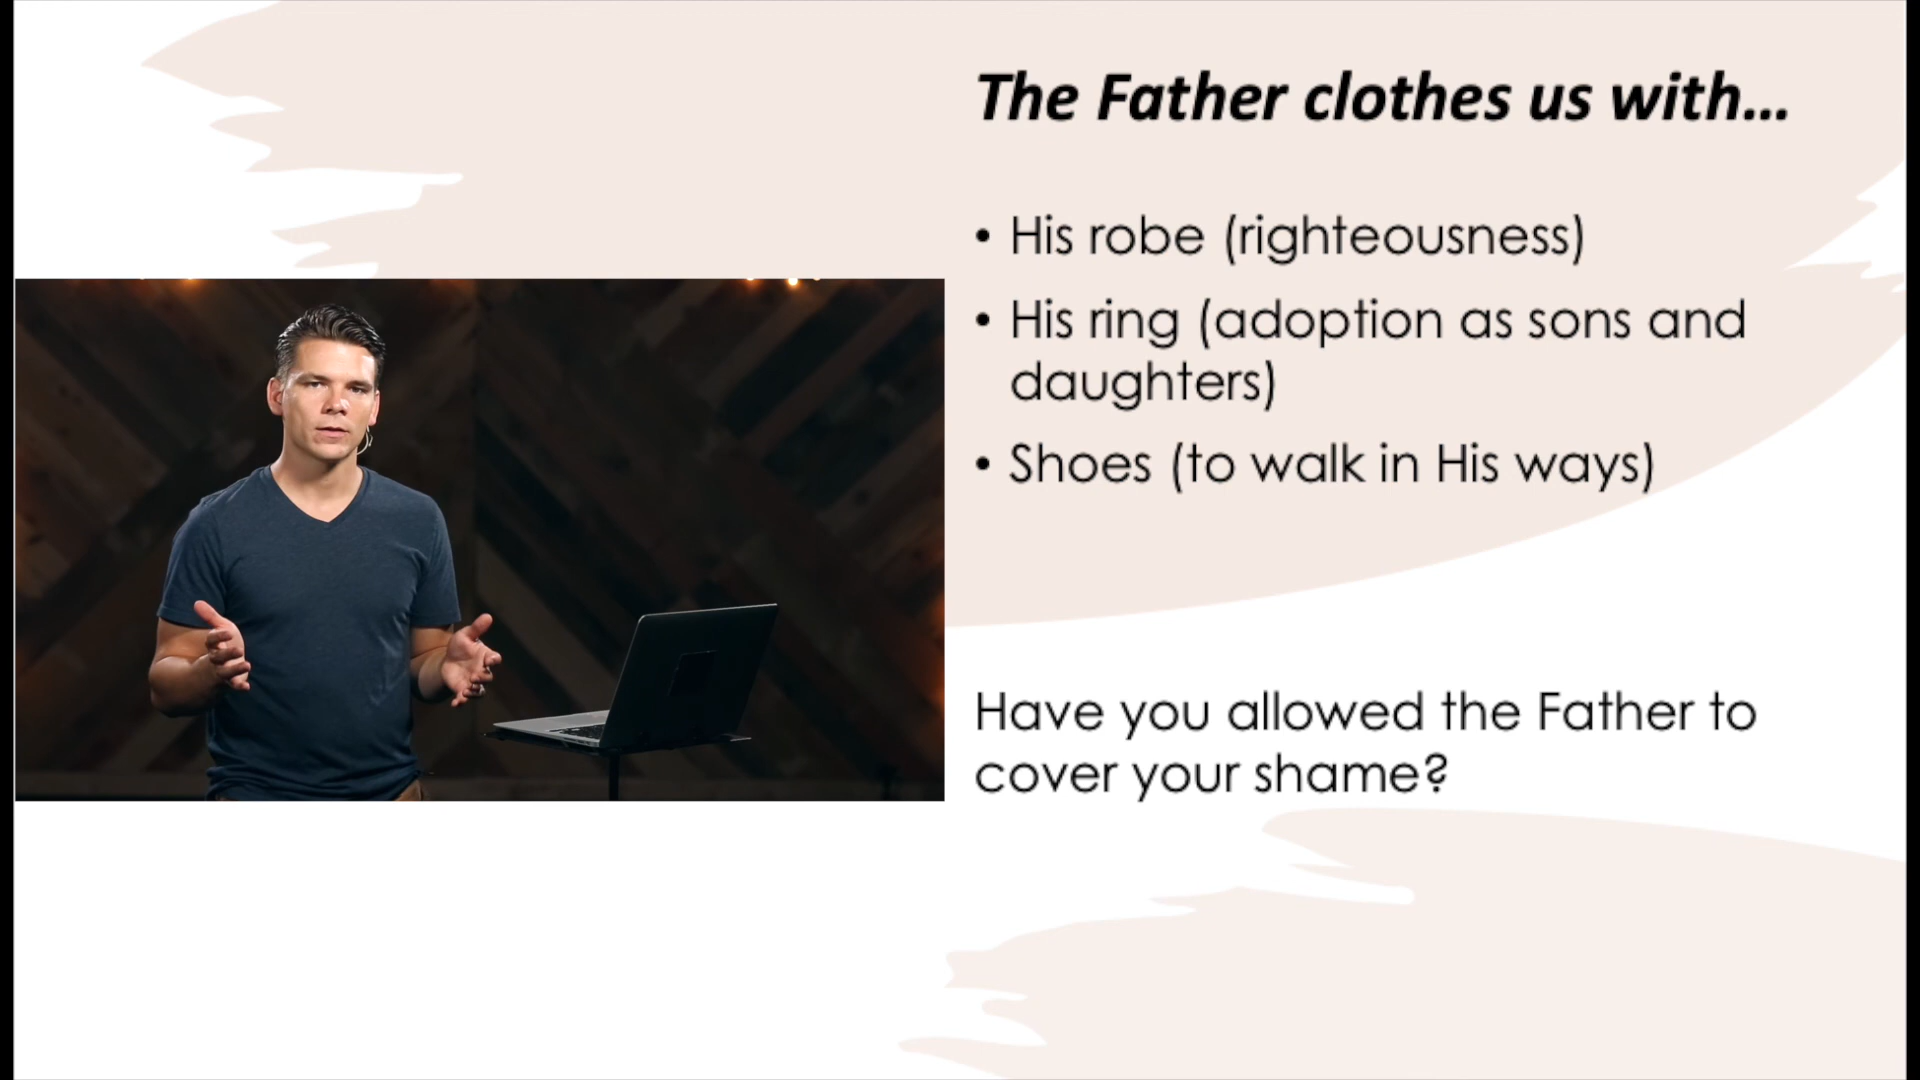 The Father clothes us with...
• His robe (righteousness)
• His ring (adoption as sons and
daughters)
• Shoes (to walk in His ways)
Have you allowed the Father to
cover your shame?